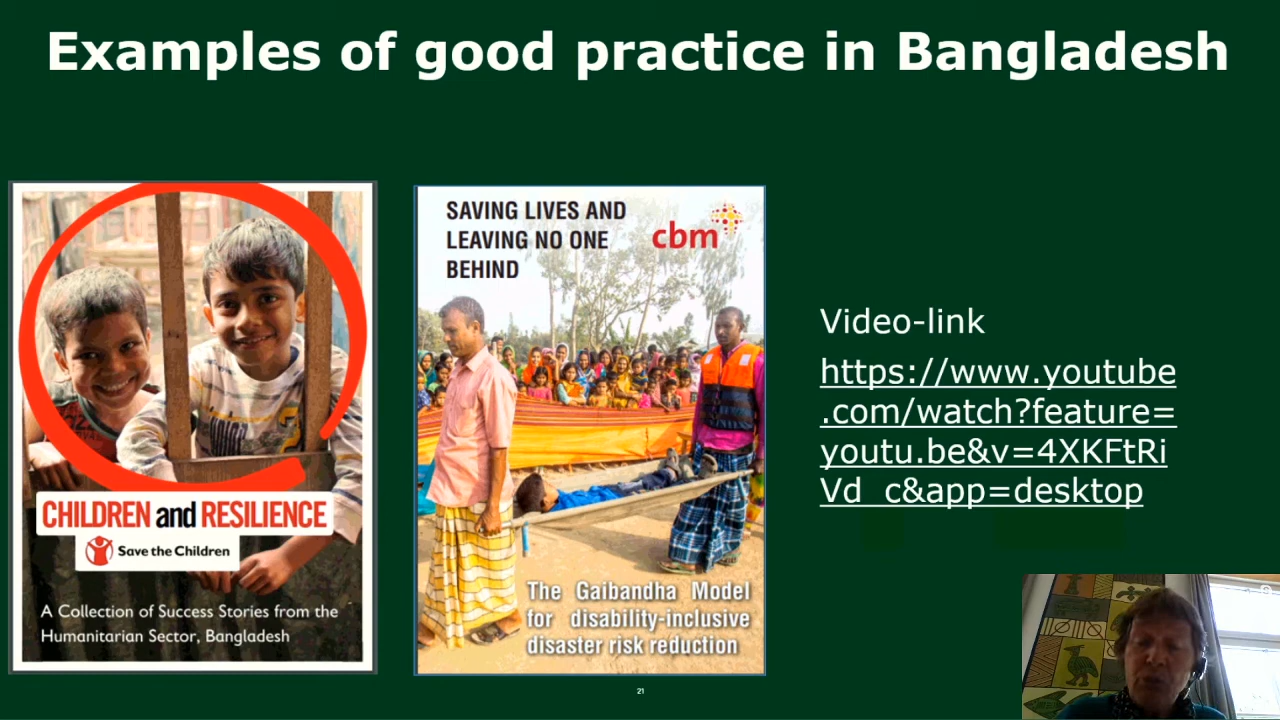 Examples of good practice in Bangladesh
CHILDREN and RESILIENCE
Save the Children
A Collection of Success Stories from the
Humanitarian Sector, Bangladesh
SAVING LIVES AND
LEAVING NO ONE
BEHIND
cbm
The Gaibandha Model
for disability-inclusive
disaster risk reduction
Video-link
https://www.youtube
.com/watch?feature=
youtu.be&v=4XKFtRi
Vd_c&app=desktop
21